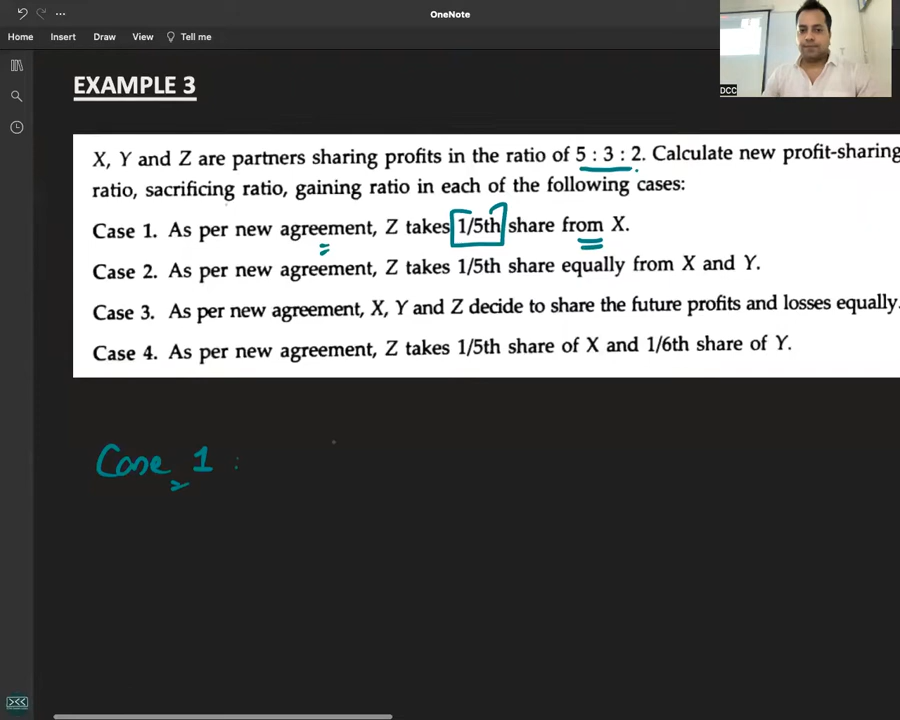 OneNote
Home Insert Draw View Tell me
DCC
EXAMPLE 3
X, Y and Z are partners sharing profits in the ratio of 5 : 3 : 2. Calculate new profit-sharing
ratio, sacrificing ratio, gaining ratio in each of the following cases:
Case 1. As per new agreement, Z takes 1/5th share from X.
Case 2. As per new agreement, Z takes 1/5th share equally from X and Y.
Case 3. As per new agreement, X, Y and Z decide to share the future profits and losses equally.
Case 4. As per new agreement, Z takes 1/5th share of X and 1/6th share of Y.
Case 1 :